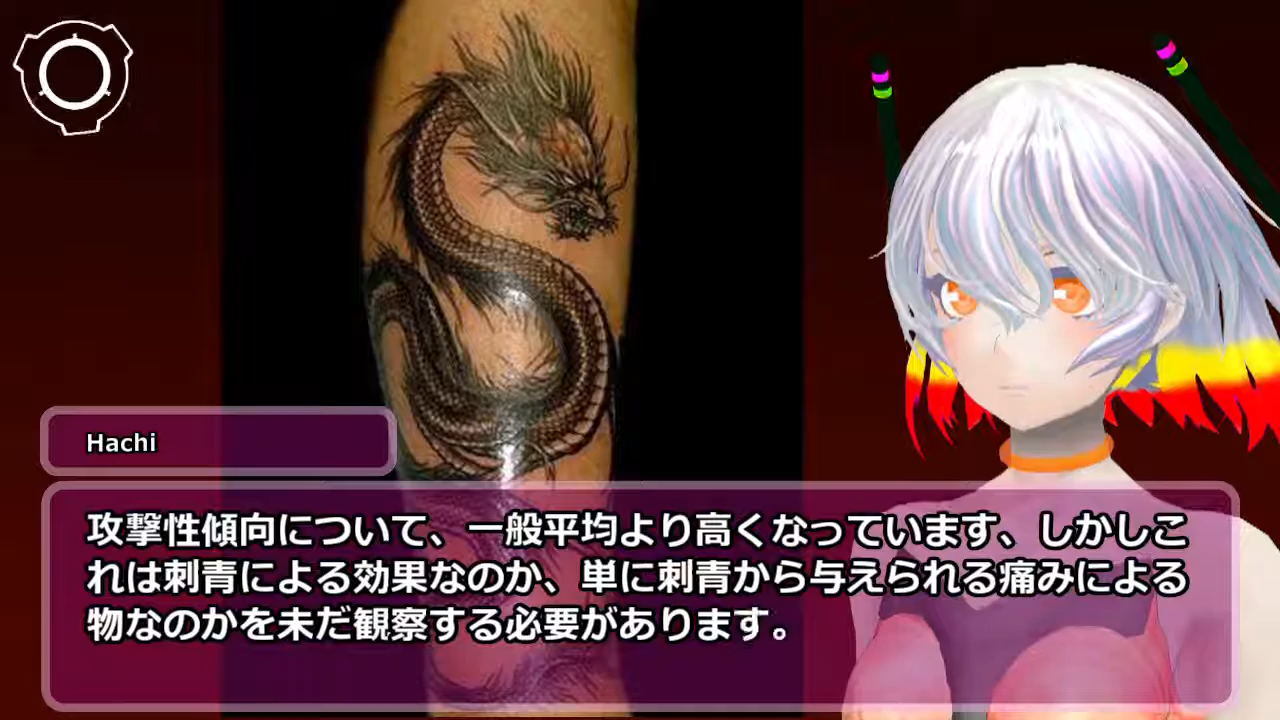 Hachi
攻撃性傾向について、一般平均より高くなっています、しかしこ
れは刺青による効果なのか、単に刺青から与えられる痛みによる
物なのかを未だ観察する必要があります。